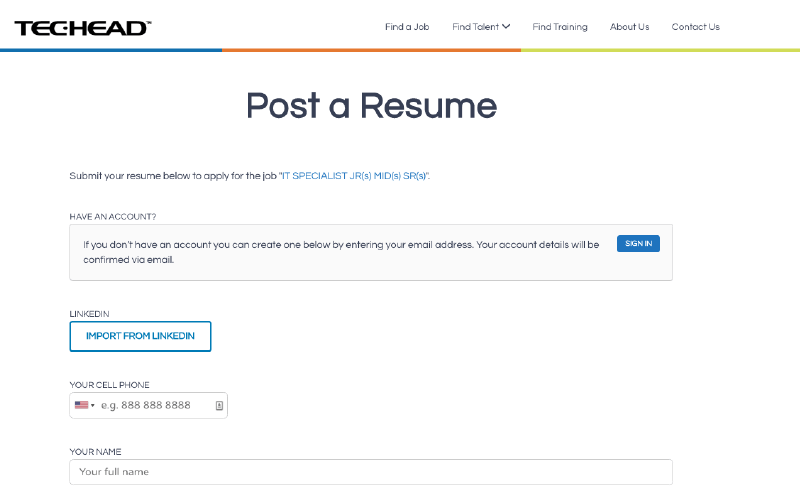 TECHEAD™
Find a Job
Find Talent
Find Training
About Us
Contact Us
Post a Resume
Submit your resume below to apply for the job "IT SPECIALIST JR(s) MID(s) SR(s)".
HAVE AN ACCOUNT?
If you don't have an account you can create one below by entering your email address. Your account details will be
confirmed via email.
SIGN IN
LINKEDIN
IMPORT FROM LINKEDIN
YOUR CELL PHONE
e.g. 888 888 8888
YOUR NAME
Your full name